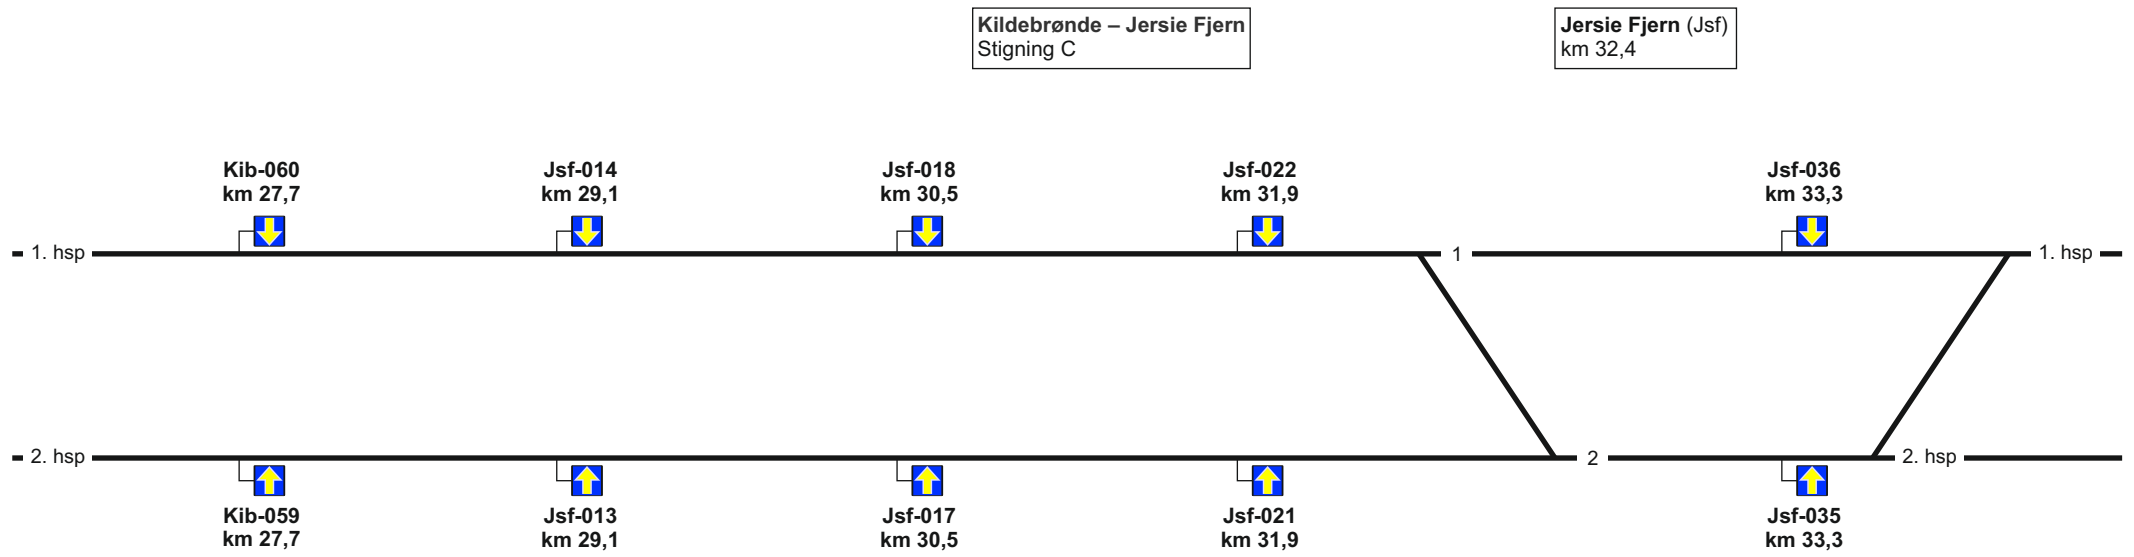 Kildebrønde – Jersie Fjern
Stigning C
Jersie Fjern (Jsf)
km 32,4
Kib-060
km 27,7
Jsf-014
km 29,1
Jsf-018
km 30,5
Jsf-022
km 31,9
Jsf-036
km 33,3
1. hsp
1
1. hsp
2. hsp
2
2. hsp
Kib-059
km 27,7
Jsf-013
km 29,1
Jsf-017
km 30,5
Jsf-021
km 31,9
Jsf-035
km 33,3